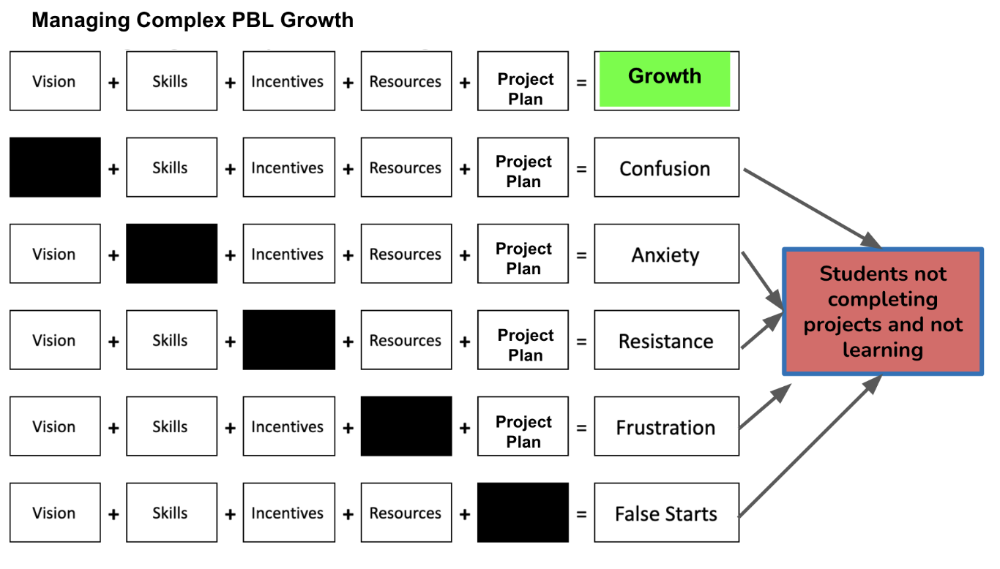 Managing Complex PBL Growth
Vision + Skills + Incentives + Resources + Project Plan = Growth
+ Skills + Incentives + Resources + Project Plan = Confusion
Vision + + Incentives + Resources + Project Plan = Anxiety
Vision + Skills + + Resources + Project Plan = Resistance
Vision + Skills + Incentives + + Project Plan = Frustration
Vision + Skills + Incentives + Resources + = False Starts
Students not
completing
projects and not
learning